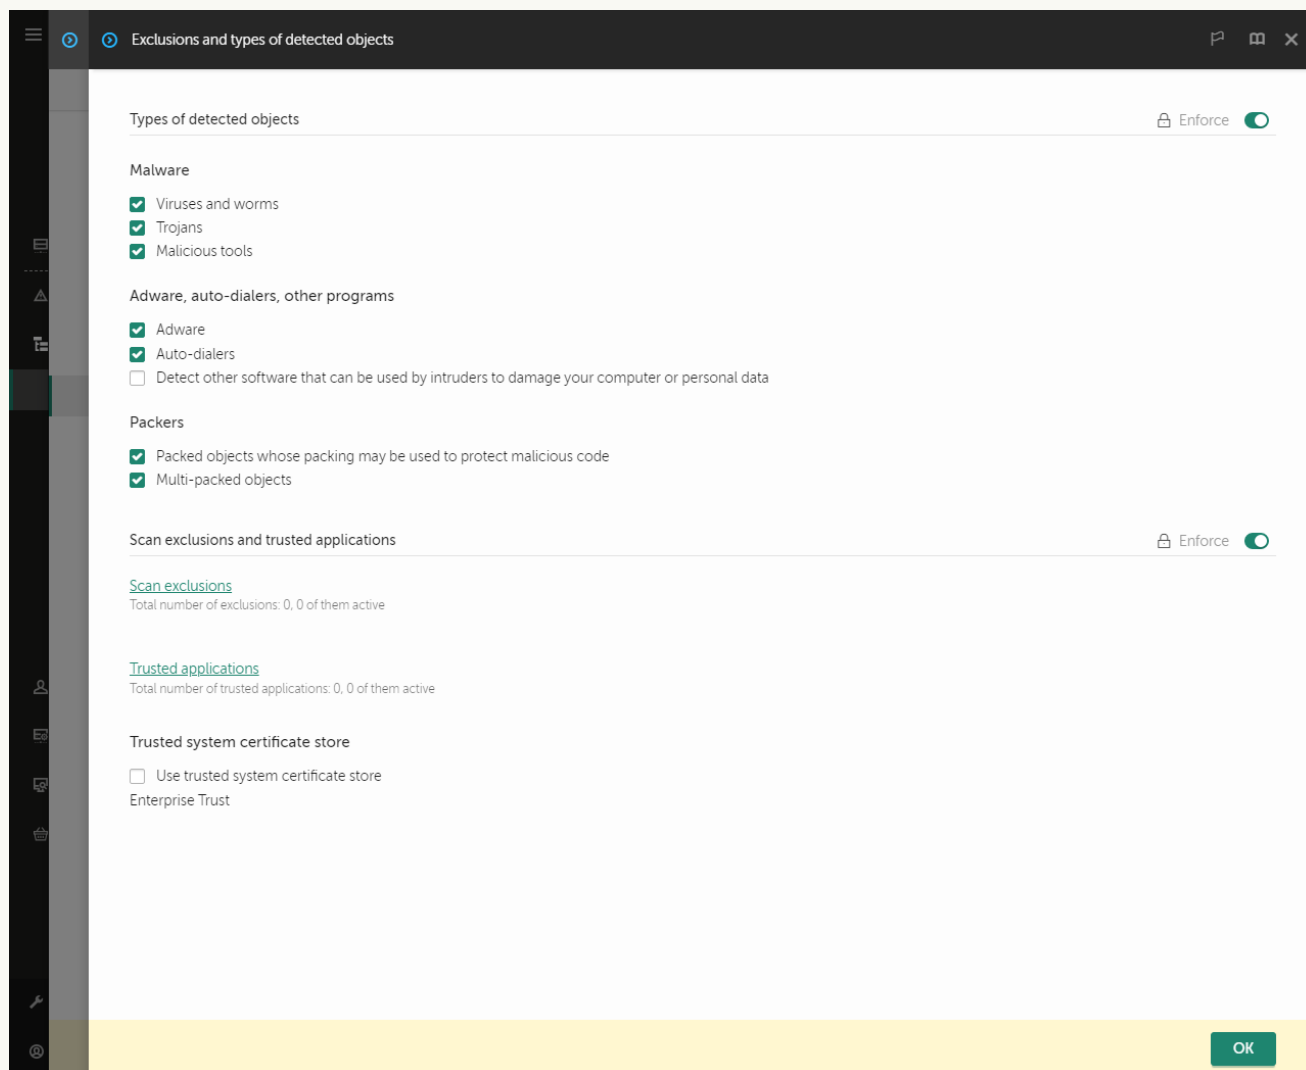 Exclusions and types of detected objects
Types of detected objects
Enforce
Malware
Viruses and worms
Trojans
Malicious tools
Adware, auto-dialers, other programs
Adware
Auto-dialers
Detect other software that can be used by intruders to damage your computer or personal data
Packers
Packed objects whose packing may be used to protect malicious code
Multi-packed objects
Scan exclusions and trusted applications
Enforce
Scan exclusions
Total number of exclusions: 0, 0 of them active
Trusted applications
Total number of trusted applications: 0, 0 of them active
Trusted system certificate store
Use trusted system certificate store
Enterprise Trust
OK